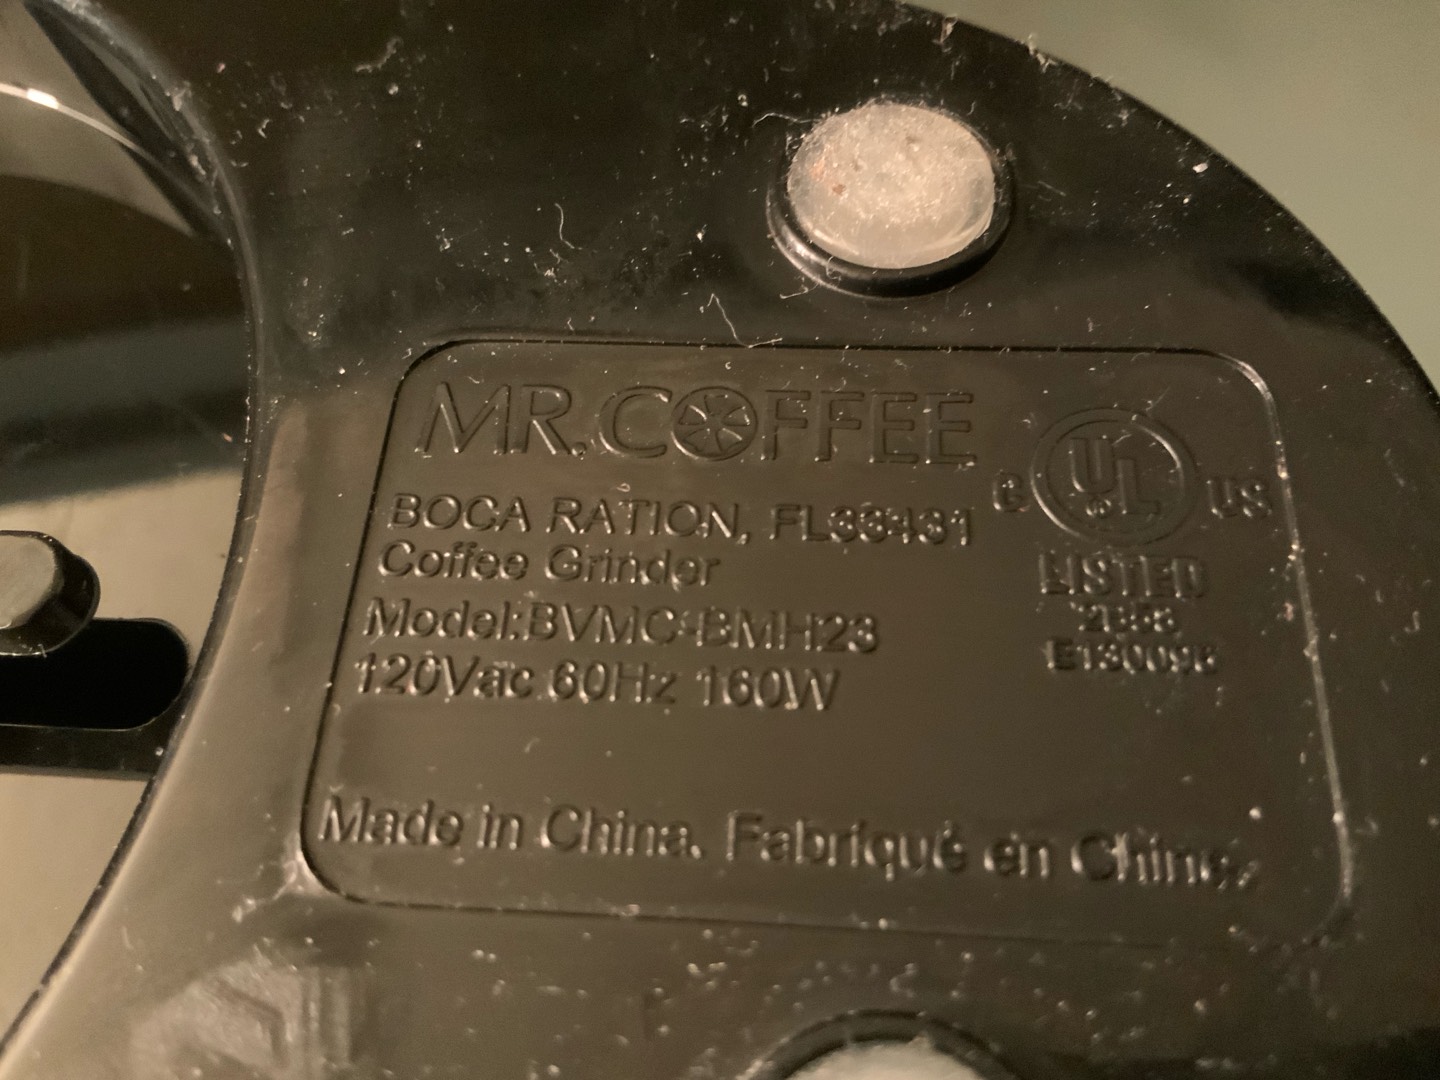 MR. COFFEE
BOCA RATION, FL33431
Coffee Grinder
Model:BVMC-BMH23
120Vac 60Hz 160W
Made in China. Fabriqué en Chine.
C UL® US
LISTED